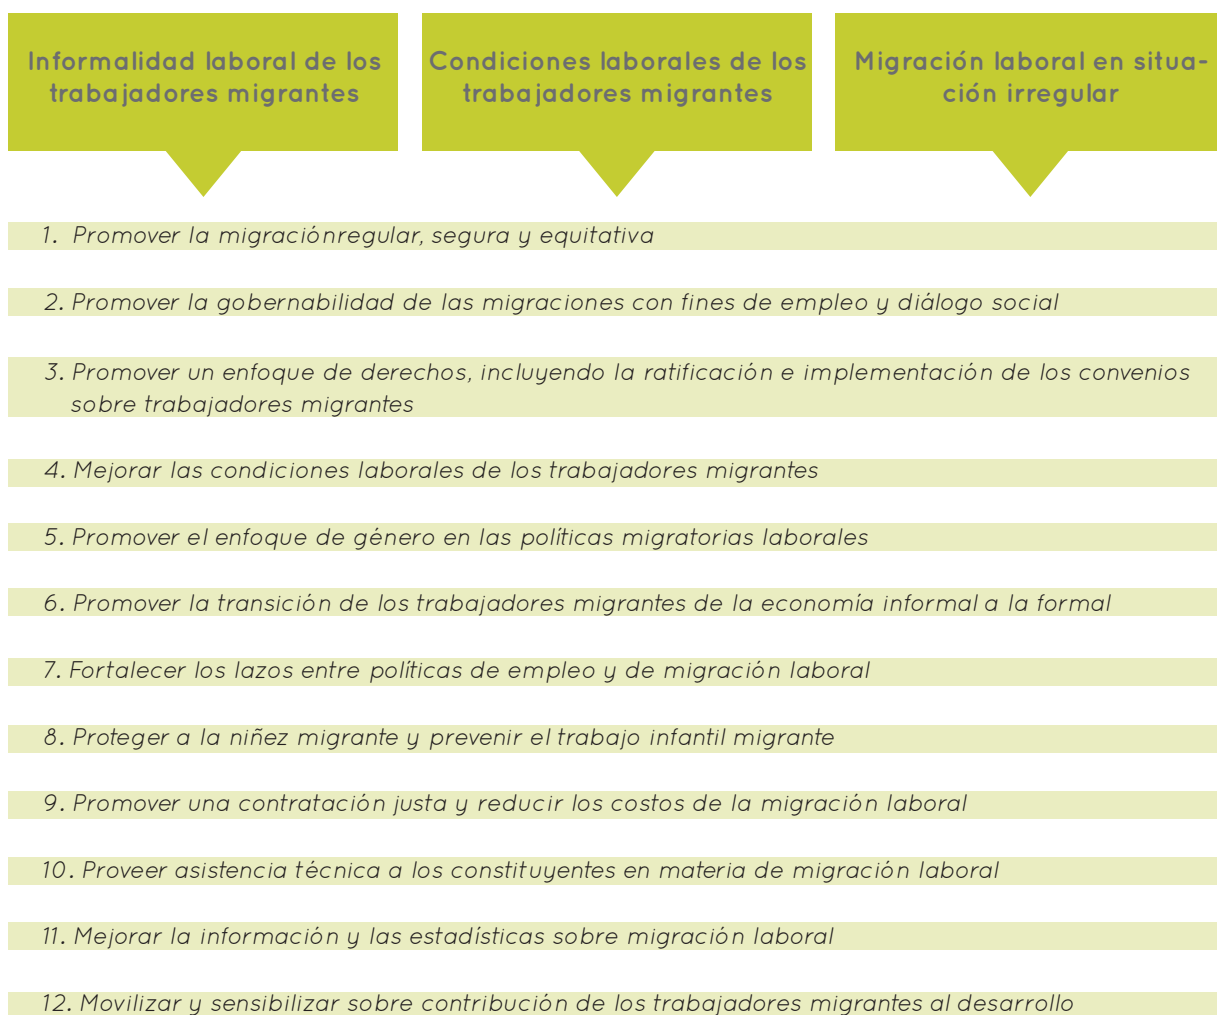 Informalidad laboral de los
trabajadores migrantes
Condiciones laborales de los
trabajadores migrantes
Migración laboral en situa-
ción irregular
1. Promover la migraciónregular, segura y equitativa
2. Promover la gobernabilidad de las migraciones con fines de empleo y diálogo social
3. Promover un enfoque de derechos, incluyendo la ratificación e implementación de los convenios
sobre trabajadores migrantes
4. Mejorar las condiciones laborales de los trabajadores migrantes
5. Promover el enfoque de género en las políticas migratorias laborales
6. Promover la transición de los trabajadores migrantes de la economía informal a la formal
7. Fortalecer los lazos entre políticas de empleo y de migración laboral
8. Proteger a la niñez migrante y prevenir el trabajo infantil migrante
9. Promover una contratación justa y reducir los costos de la migración laboral
10. Proveer asistencia técnica a los constituyentes en materia de migración laboral
11. Mejorar la información y las estadísticas sobre migración laboral
12. Movilizar y sensibilizar sobre contribución de los trabajadores migrantes al desarrollo